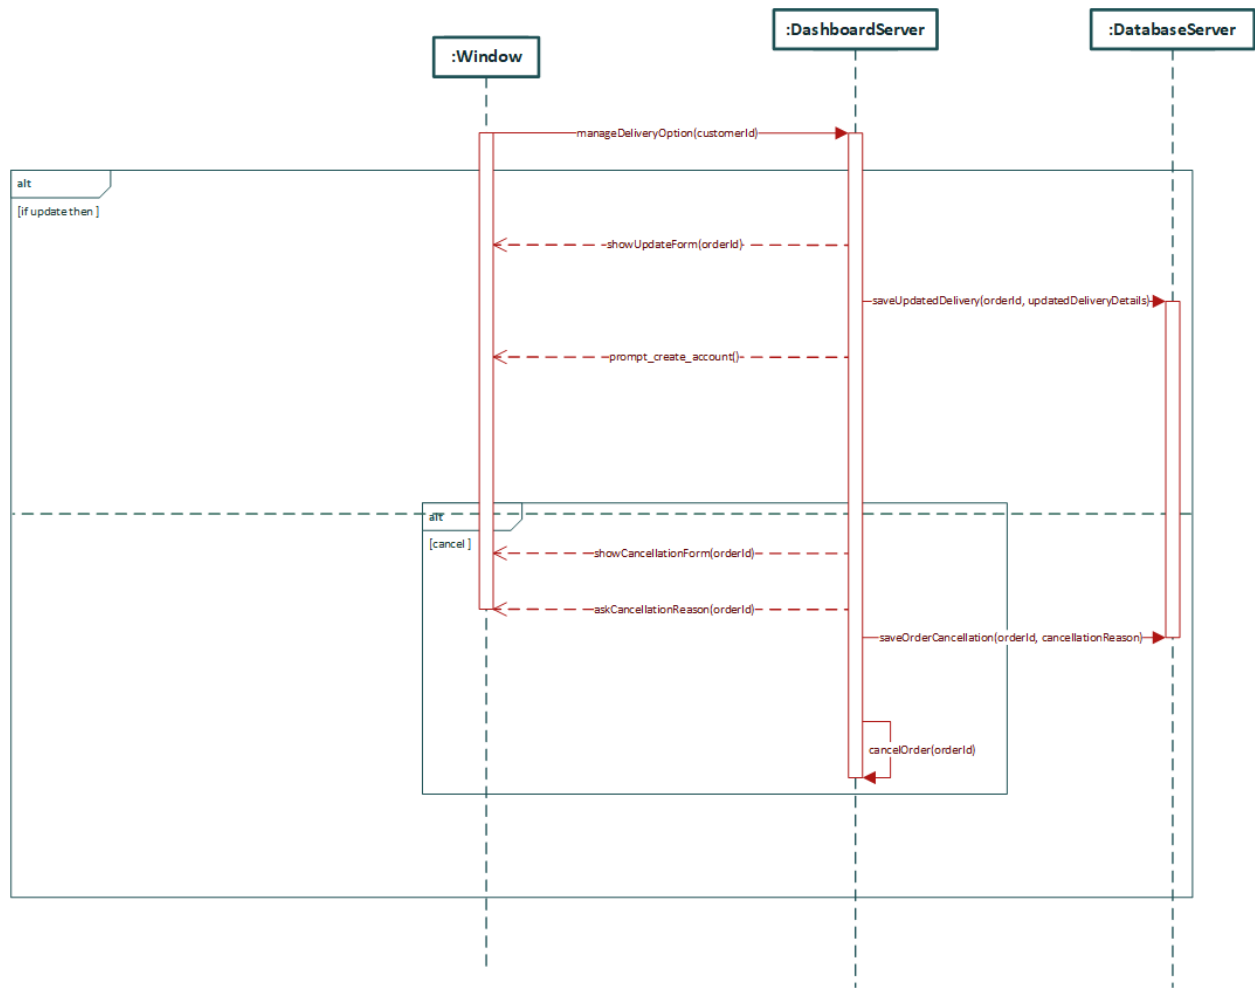 :Window
:DashboardServer
:DatabaseServer
manageDeliveryOption(customerId)
alt
[if update then ]
showUpdateForm(orderId)
saveUpdatedDelivery(orderId, updatedDeliveryDetails)
prompt_create_account()
alt
[cancel ]
showCancellationForm(orderId)
askCancellationReason(orderId)
saveOrderCancellation(orderId, cancellationReason)
cancelOrder(orderId)